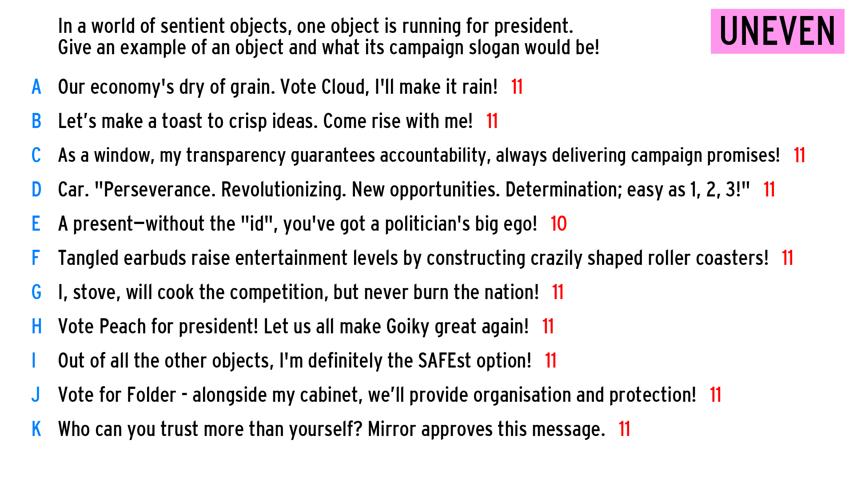 In a world of sentient objects, one object is running for president.
Give an example of an object and what its campaign slogan would be!
UNEVEN
A Our economy's dry of grain. Vote Cloud, I'll make it rain! 11
B Let’s make a toast to crisp ideas. Come rise with me! 11
C As a window, my transparency guarantees accountability, always delivering campaign promises! 11
D Car. "Perseverance. Revolutionizing. New opportunities. Determination; easy as 1, 2, 3!" 11
E A present—without the "id", you've got a politician's big ego! 10
F Tangled earbuds raise entertainment levels by constructing crazily shaped roller coasters! 11
G I, stove, will cook the competition, but never burn the nation! 11
H Vote Peach for president! Let us all make Goiky great again! 11
I Out of all the other objects, I'm definitely the SAFEst option! 11
J Vote for Folder - alongside my cabinet, we’ll provide organisation and protection! 11
K Who can you trust more than yourself? Mirror approves this message. 11